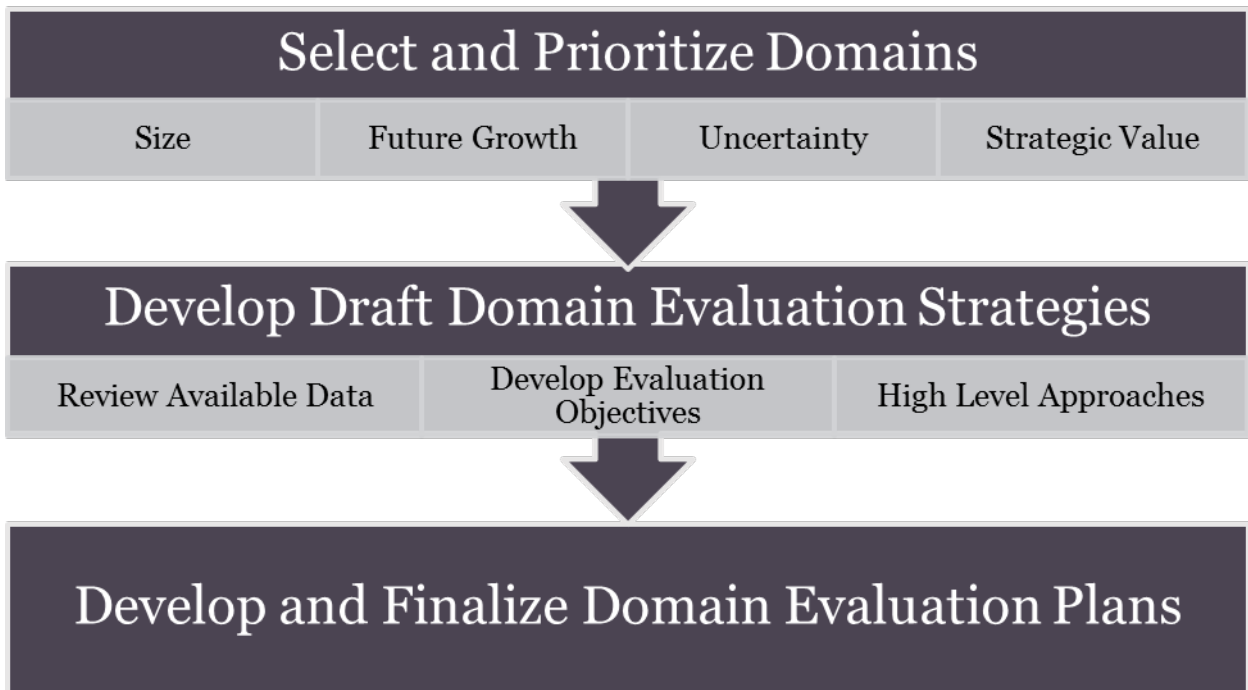 Select and Prioritize Domains
Size
Future Growth
Uncertainty
Strategic Value
Develop Draft Domain Evaluation Strategies
Review Available Data
Develop Evaluation
Objectives
High Level Approaches
Develop and Finalize Domain Evaluation Plans